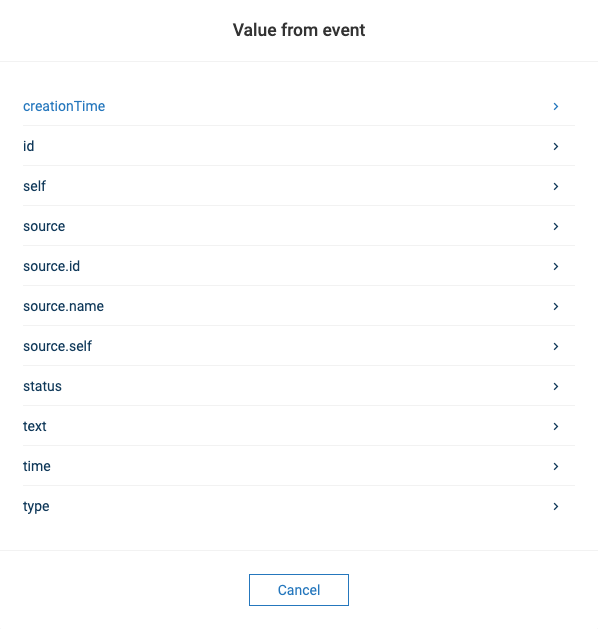 Value from event
creationTime
id
self
source
source.id
source.name
source.self
status
text
time
type
Cancel